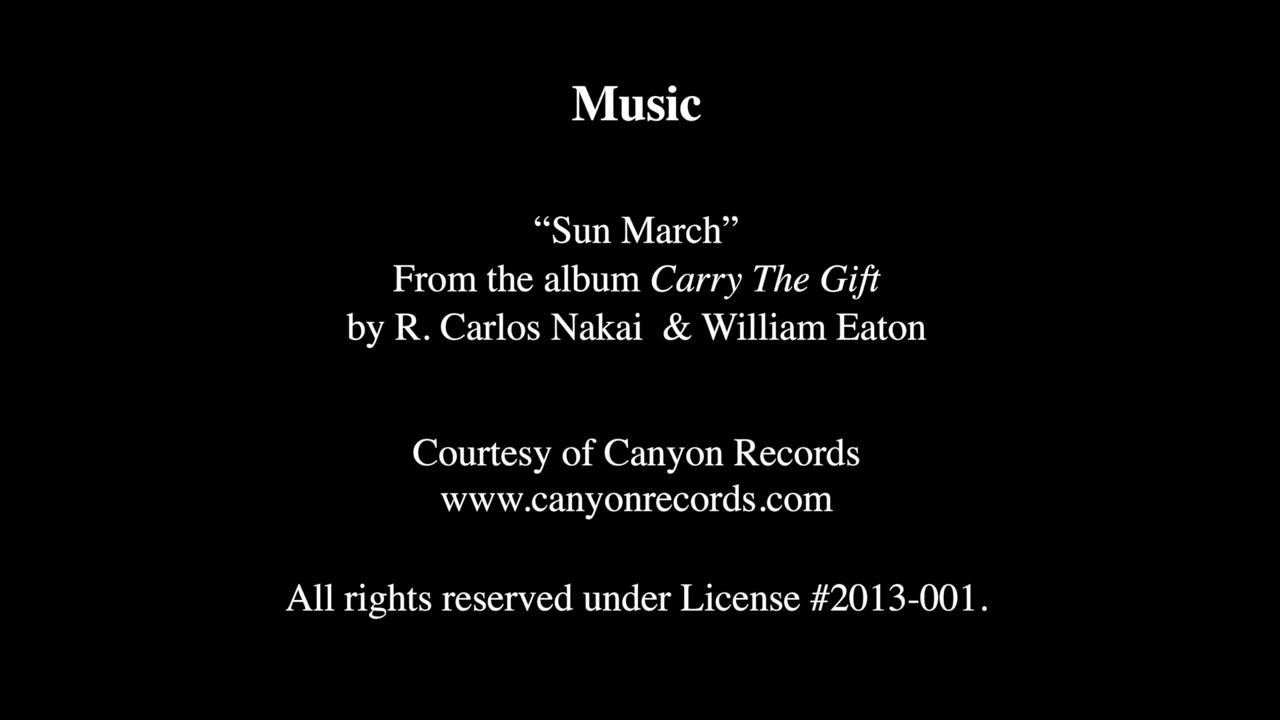 Music
“Sun March”
From the album Carry The Gift
by R. Carlos Nakai & William Eaton
Courtesy of Canyon Records
www.canyonrecords.com
All rights reserved under License #2013-001.